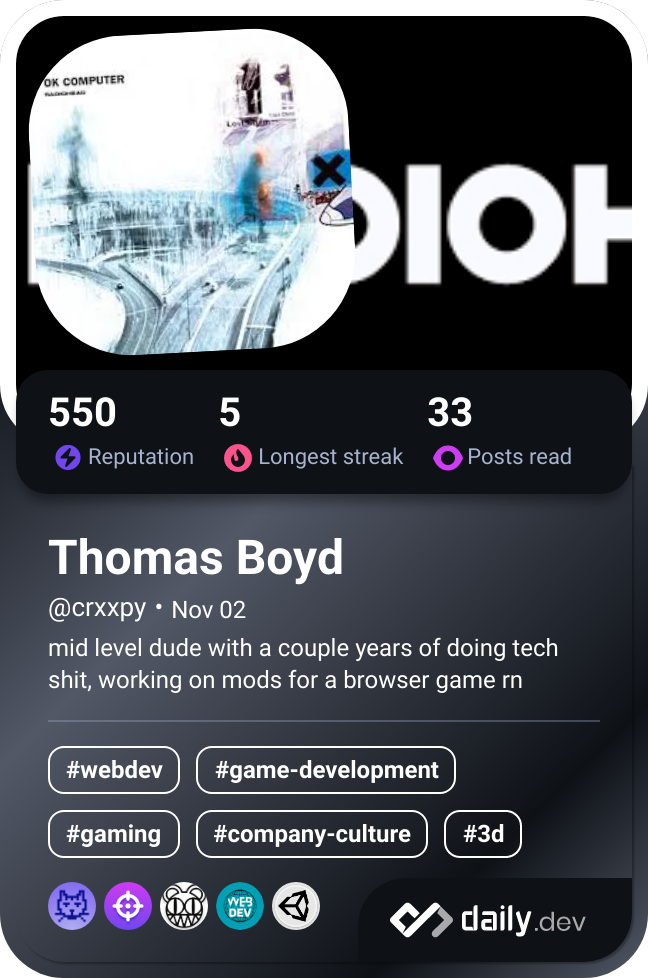 OK COMPUTER
RADIOHEAD
DIOH
550
5
33
Reputation
Longest streak
Posts read
Thomas Boyd
@crxxpy • Nov 02
mid level dude with a couple years of doing tech
shit, working on mods for a browser game rn
#webdev
#game-development
#gaming
#company-culture
#3d
WEB
DEV
daily.dev